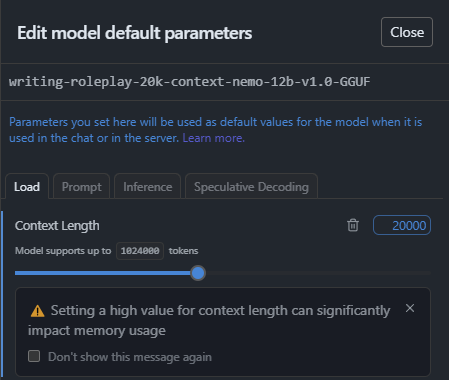 Edit model default parameters
Close
writing-roleplay-20k-context-nemo-12b-v1.0-GGUF
Parameters you set here will be used as default values for the model when it is
used in the chat or in the server. Learn more.
Load
Prompt
Inference
Speculative Decoding
Context Length
20000
Model supports up to 1024000 tokens
Setting a high value for context length can significantly
impact memory usage
Don't show this message again